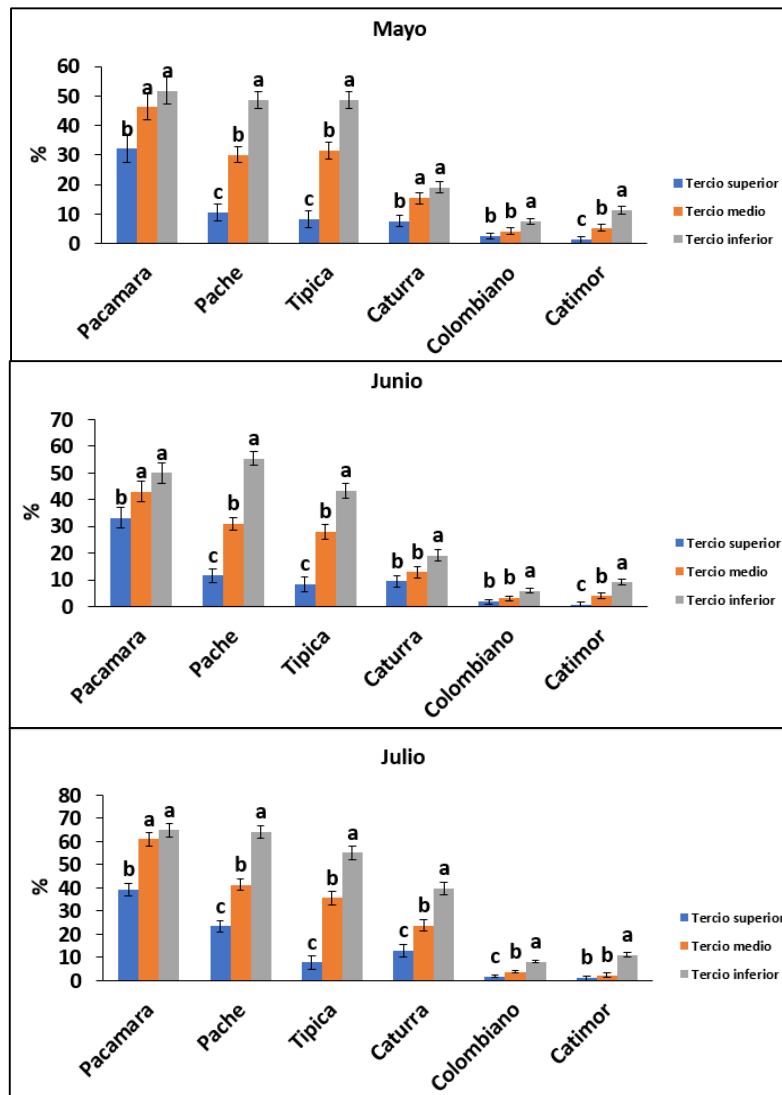 Mayo
60
50
40
30
20
10
0
%
b a a
c b a
c b a
b a a
b b a
c b a
Pacamara
Pache
Tipica
Caturra
Colombiano
Catimor
Tercio superior
Tercio medio
Tercio inferior
Junio
70
60
50
40
30
20
10
0
%
b a a
c b a
c b a
b b a
b b a
c b a
Pacamara
Pache
Tipica
Caturra
Colombiano
Catimor
Tercio superior
Tercio medio
Tercio inferior
Julio
80
70
60
50
40
30
20
10
0
%
b a a
c b a
c b a
c b a
c b a
b b a
Pacamara
Pache
Tipica
Caturra
Colombiano
Catimor
Tercio superior
Tercio medio
Tercio inferior